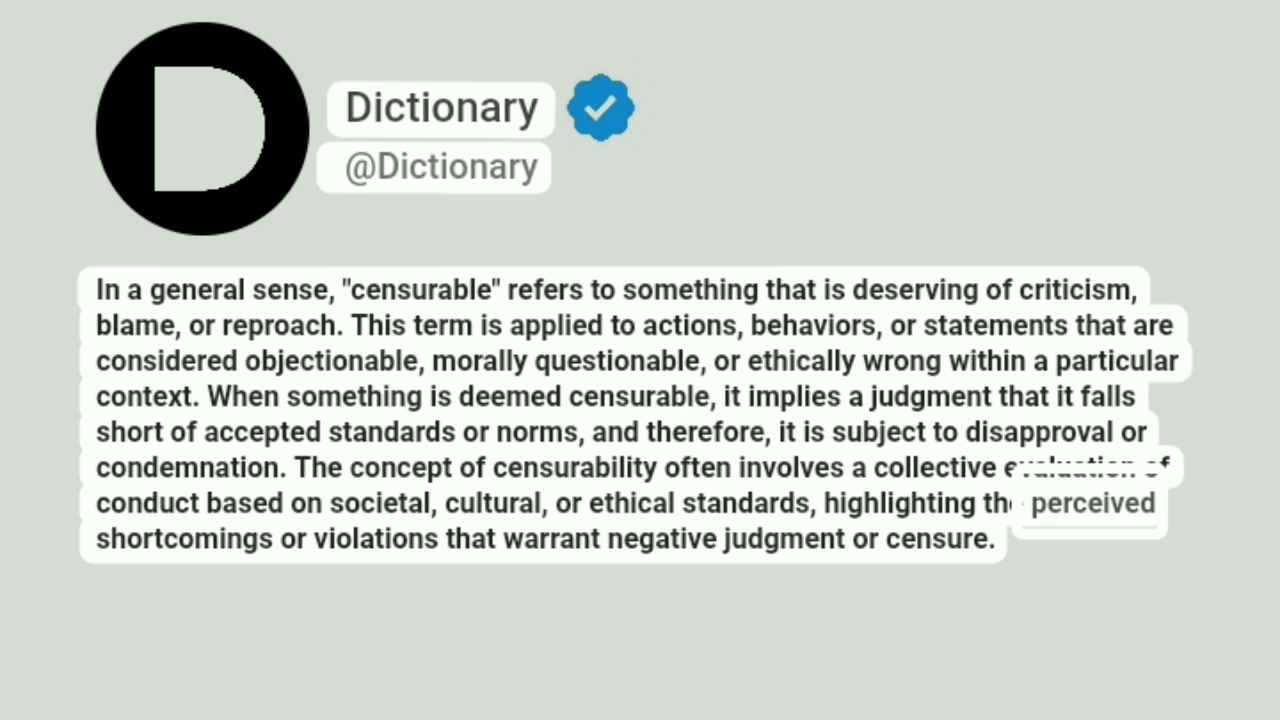 D
Dictionary
@Dictionary
In a general sense, "censurable" refers to something that is deserving of criticism,
blame, or reproach. This term is applied to actions, behaviors, or statements that are
considered objectionable, morally questionable, or ethically wrong within a particular
context. When something is deemed censurable, it implies a judgment that it falls
short of accepted standards or norms, and therefore, it is subject to disapproval or
condemnation. The concept of censurability often involves a collective evaluation of
conduct based on societal, cultural, or ethical standards, highlighting the perceived
shortcomings or violations that warrant negative judgment or censure.